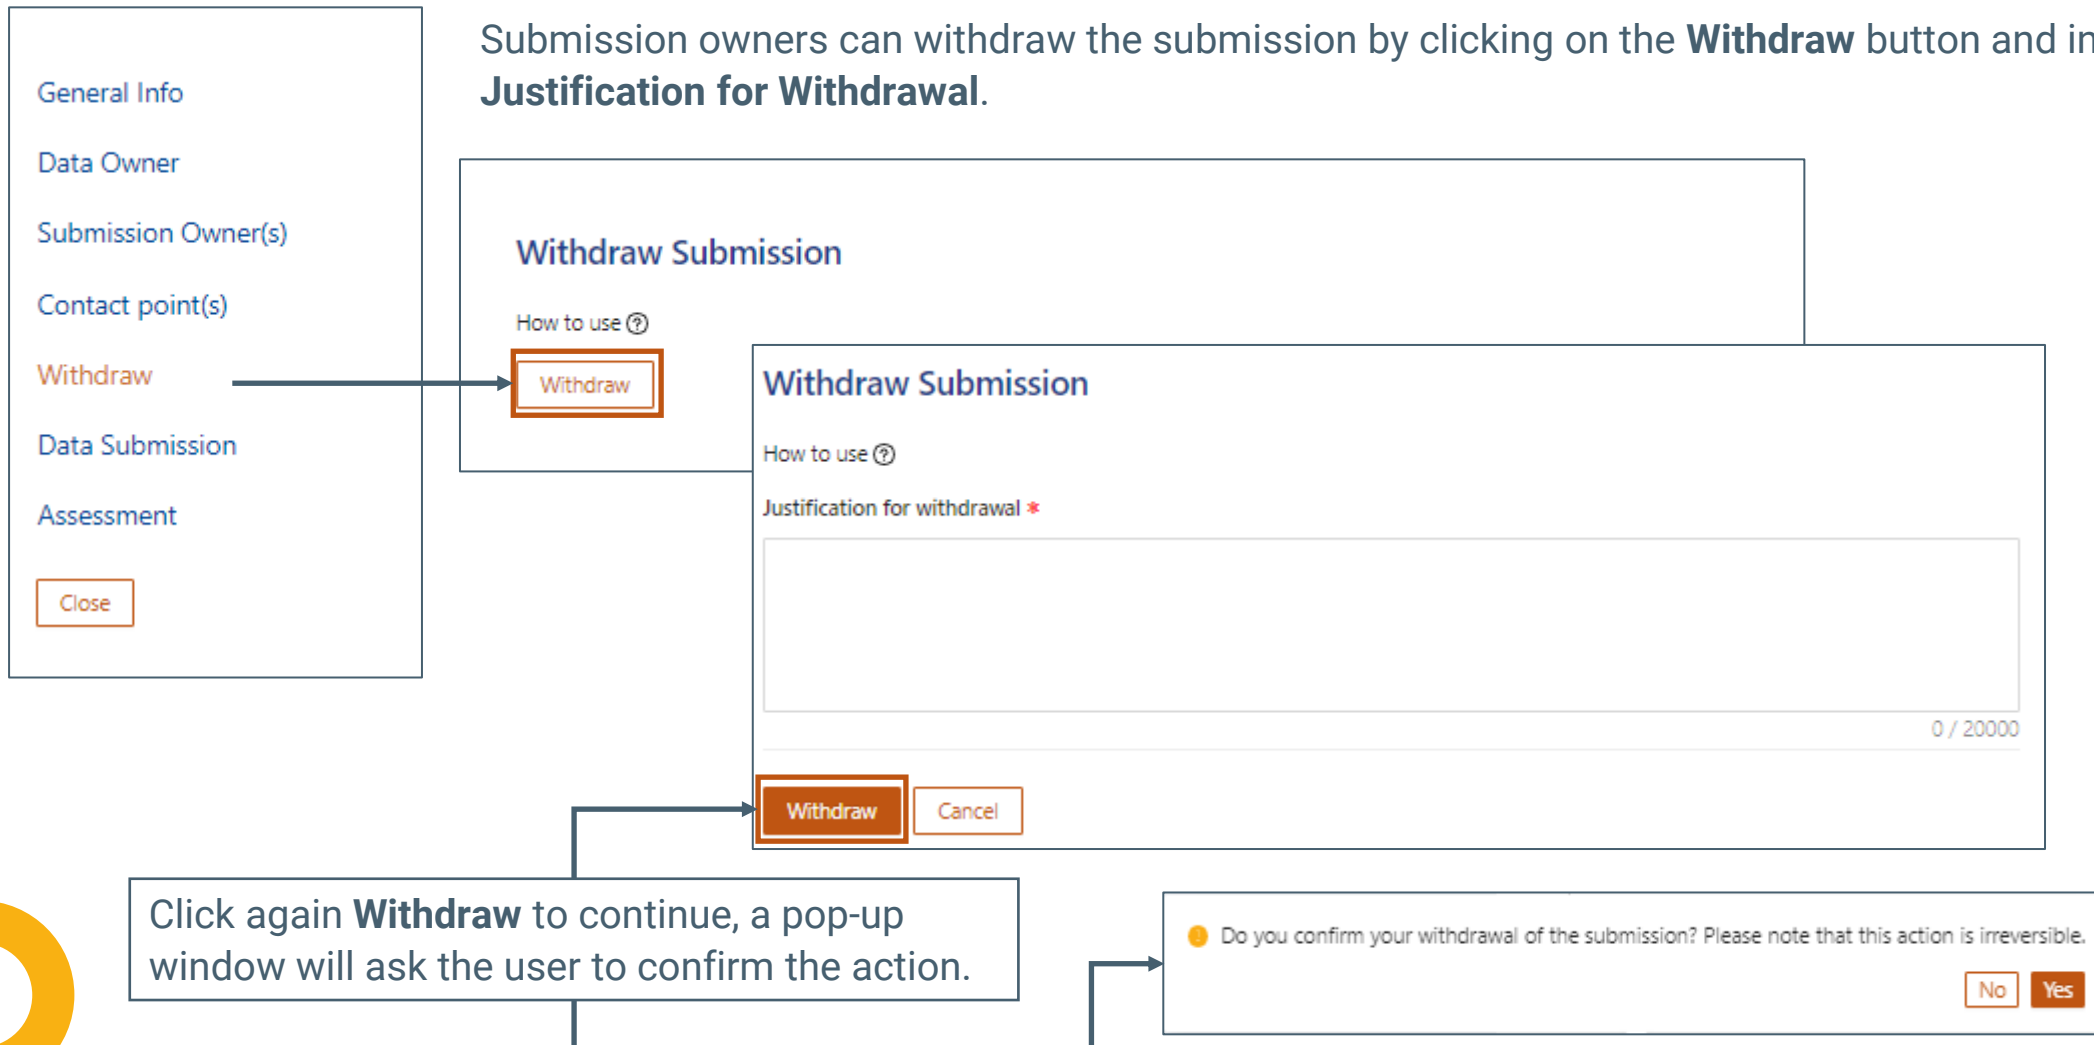 Submission owners can withdraw the submission by clicking on the Withdraw button and in
Justification for Withdrawal.
General Info
Data Owner
Submission Owner(s)
Contact point(s)
Withdraw
Data Submission
Assessment
Close
Withdraw Submission
How to use
Withdraw
Withdraw Submission
How to use
Justification for withdrawal *
0 / 20000
Withdraw Cancel
Click again Withdraw to continue, a pop-up
window will ask the user to confirm the action.
Do you confirm your withdrawal of the submission? Please note that this action is irreversible.
No Yes